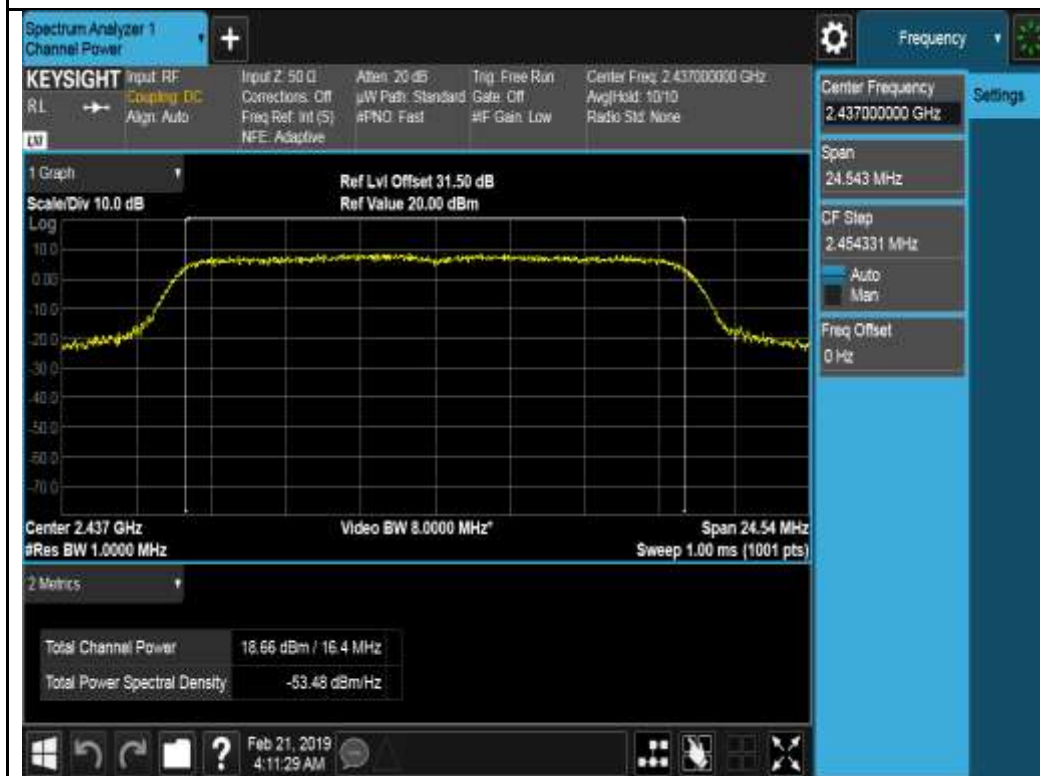 Spectrum Analyzer 1
Channel Power
+
Frequency
KEYSIGHT
Input: RF
Coupling: DC
Align: Auto
RL
LXI
Input Z: 50 Ω
Corrections: Off
Freq Ref: Int (S)
NFE: Adaptive
Atten: 20 dB
µW Path: Standard
#PNO: Fast
Trig: Free Run
Gate: Off
#IF Gain: Low
Center Freq: 2.437000000 GHz
Avg|Hold: 10/10
Radio Std: None
Center Frequency
2.437000000 GHz
Settings
Span
24.543 MHz
CF Step
2.454331 MHz
Auto
Man
Freq Offset
0 Hz
1 Graph
Scale/Div 10.0 dB
Ref Lvl Offset 31.50 dB
Ref Value 20.00 dBm
Log
10.0
0.00
-10.0
-20.0
-30.0
-40.0
-50.0
-60.0
-70.0
Center 2.437 GHz
#Res BW 1.0000 MHz
Video BW 8.0000 MHz*
Span 24.54 MHz
Sweep 1.00 ms (1001 pts)
2 Metrics
Total Channel Power 18.66 dBm / 16.4 MHz
Total Power Spectral Density -53.48 dBm/Hz
?
Feb 21, 2019
4:11:29 AM